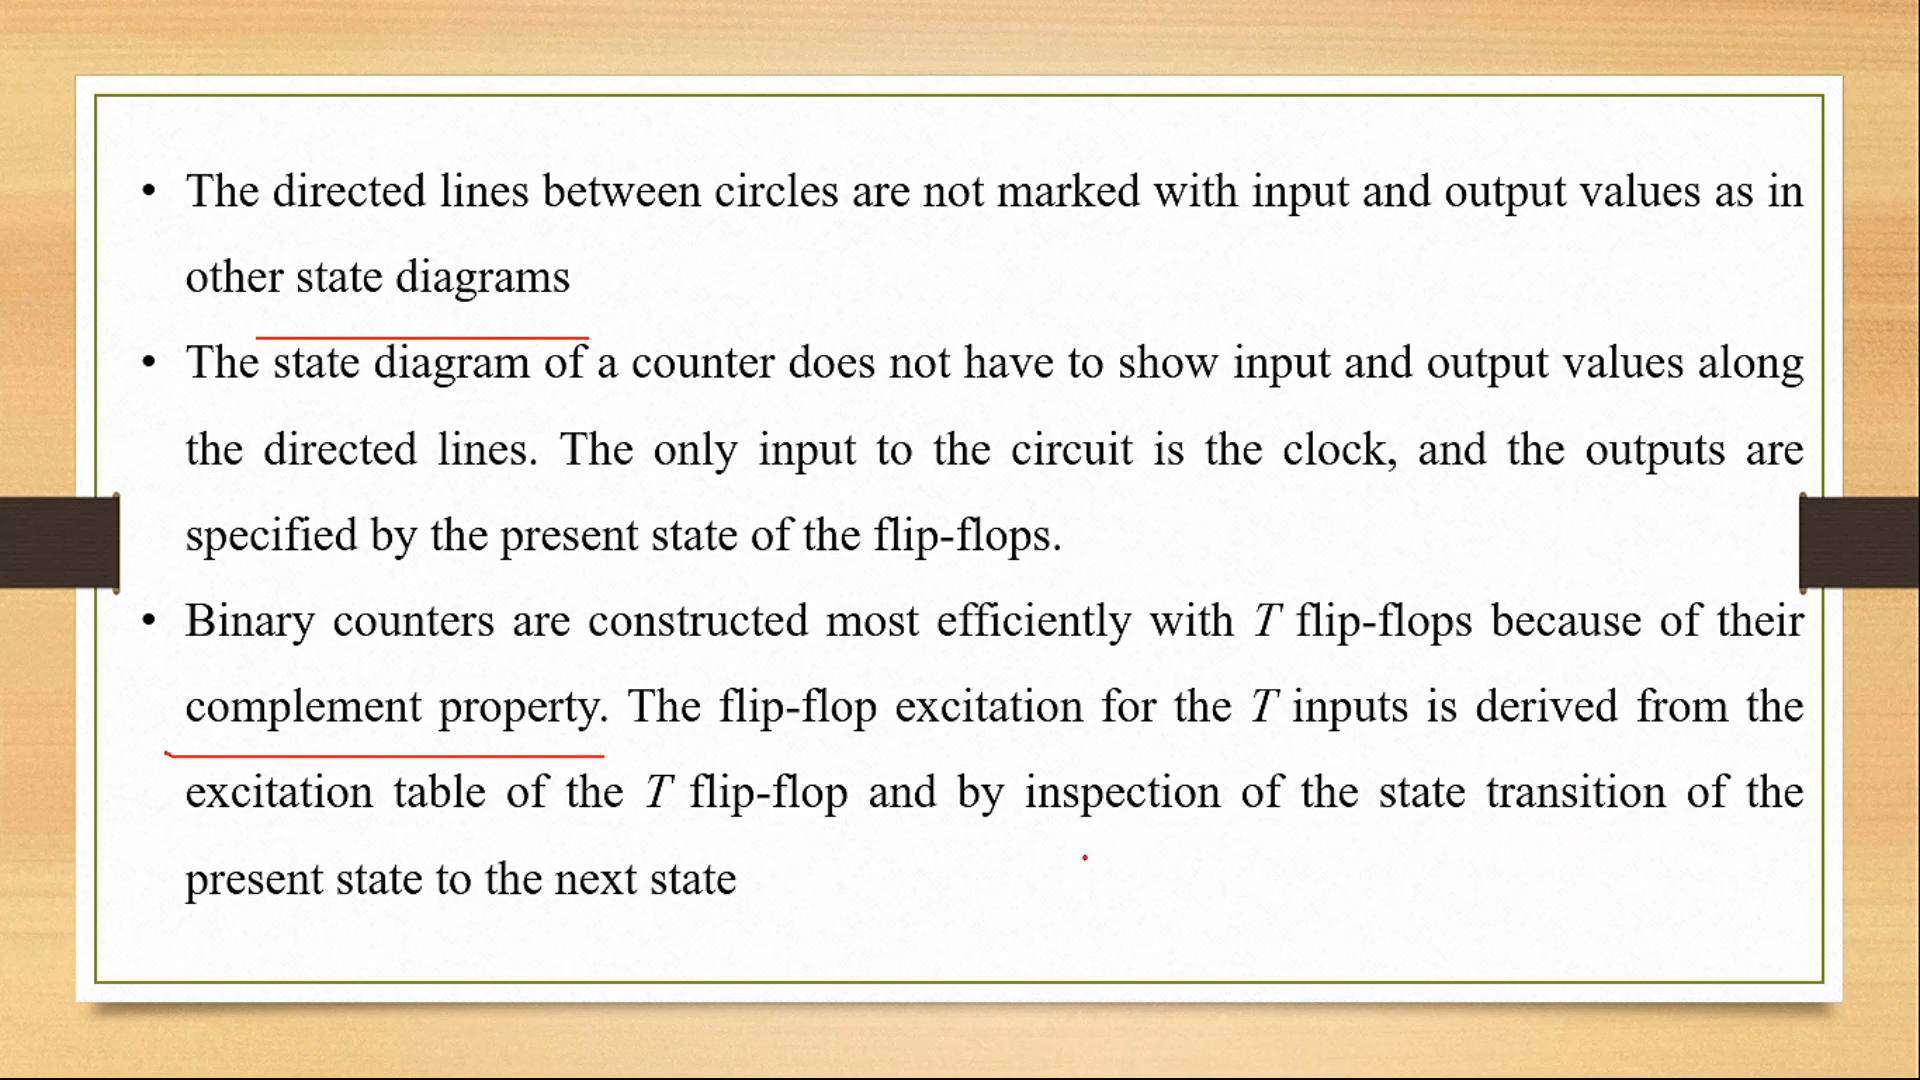 • The directed lines between circles are not marked with input and output values as in
other state diagrams
• The state diagram of a counter does not have to show input and output values along
the directed lines. The only input to the circuit is the clock, and the outputs are
specified by the present state of the flip-flops.
• Binary counters are constructed most efficiently with T flip-flops because of their
complement property. The flip-flop excitation for the T inputs is derived from the
excitation table of the T flip-flop and by inspection of the state transition of the
present state to the next state